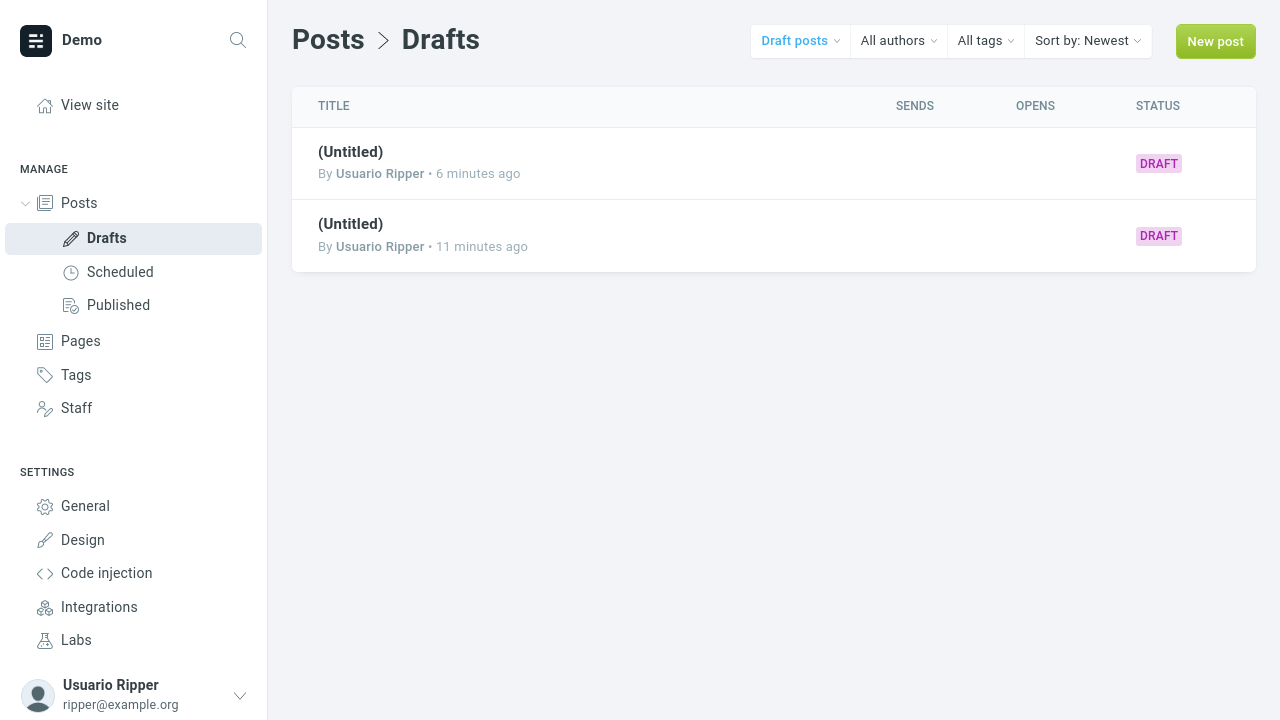 Demo
View site
MANAGE
Posts
Drafts
Scheduled
Published
Pages
Tags
Staff
SETTINGS
General
Design
Code injection
Integrations
Labs
Usuario Ripper
ripper@example.org
Posts > Drafts
Draft posts
All authors
All tags
Sort by: Newest
New post
TITLE SENDS OPENS STATUS
(Untitled)
By Usuario Ripper • 6 minutes ago
DRAFT
(Untitled)
By Usuario Ripper • 11 minutes ago
DRAFT